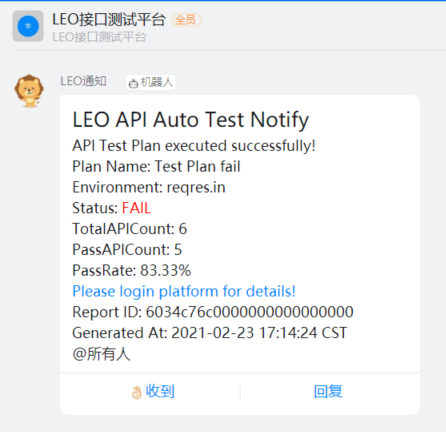 LEO接口测试平台 全员
LEO接口测试平台
LEO通知 机器人
LEO API Auto Test Notify
API Test Plan executed successfully!
Plan Name: Test Plan fail
Environment: reqres.in
Status: FAIL
TotalAPICount: 6
PassAPICount: 5
PassRate: 83.33%
Please login platform for details!
Report ID: 6034c76c0000000000000000
Generated At: 2021-02-23 17:14:24 CST
@所有人
👌收到 回复